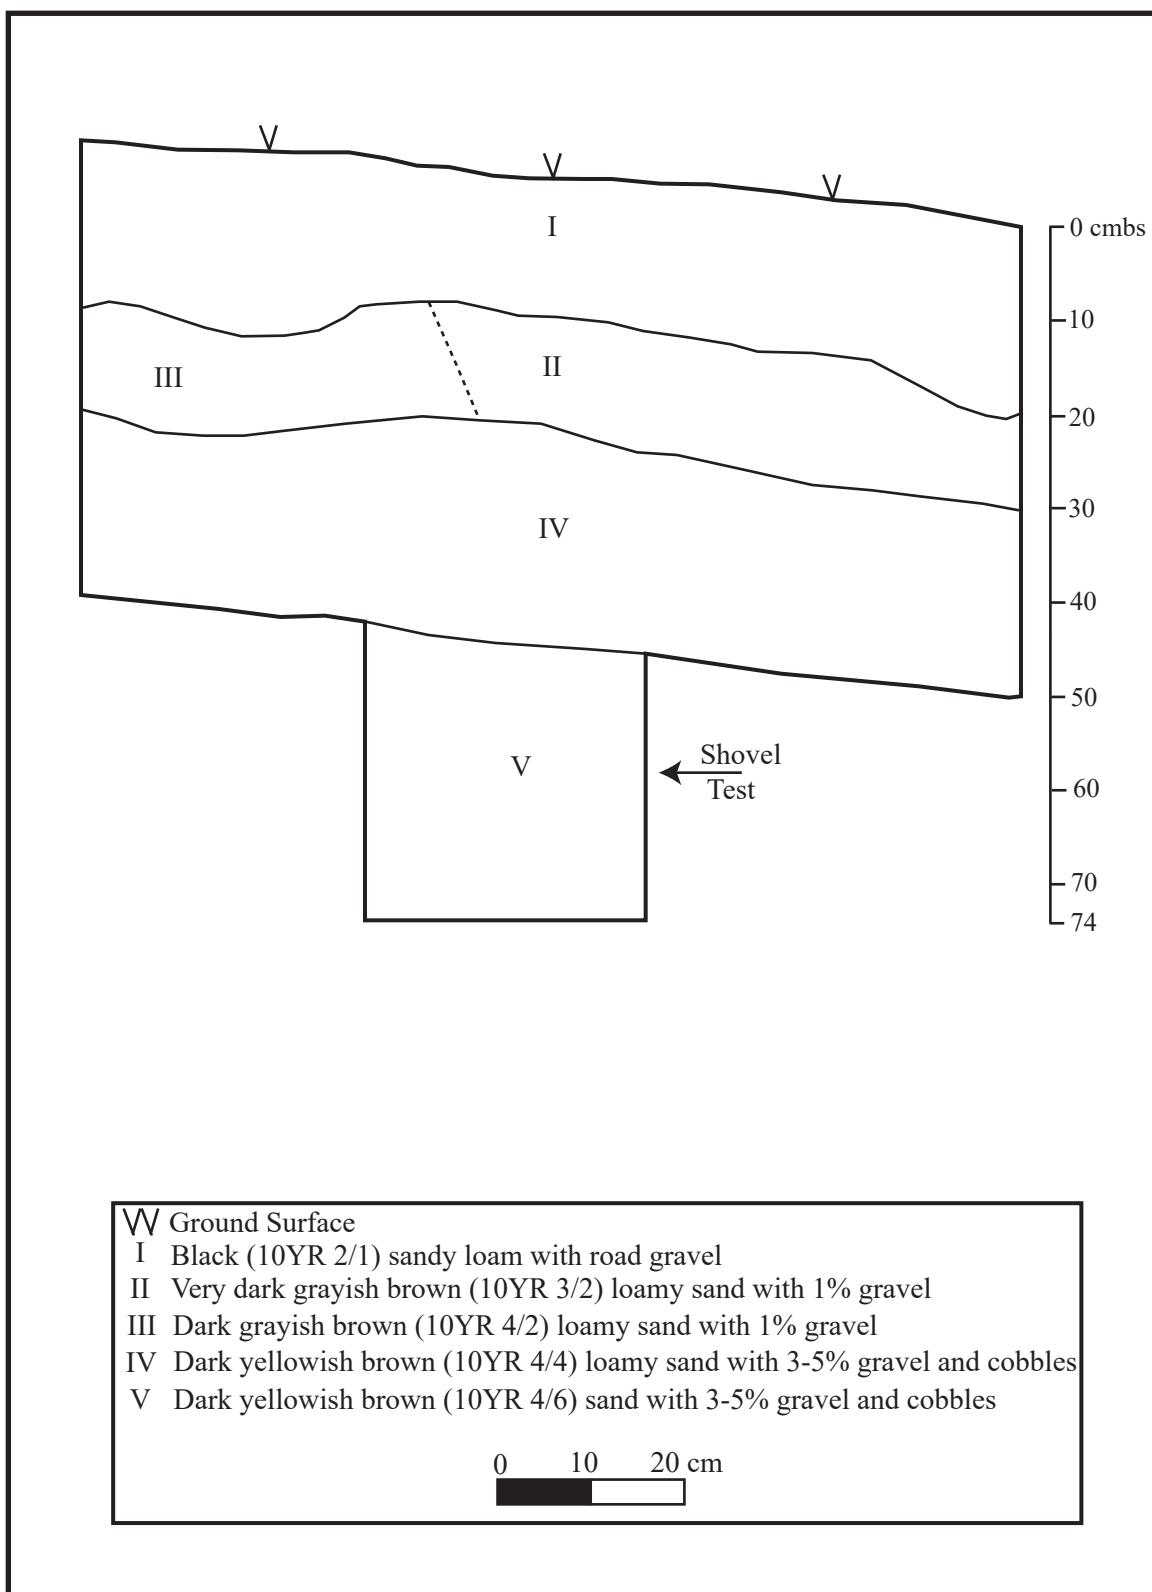 I
0 cmbs
10
III
II
20
30
IV
40
50
V
Shovel
Test
60
70
74
Ground Surface
I Black (10YR 2/1) sandy loam with road gravel
II Very dark grayish brown (10YR 3/2) loamy sand with 1% gravel
III Dark grayish brown (10YR 4/2) loamy sand with 1% gravel
IV Dark yellowish brown (10YR 4/4) loamy sand with 3-5% gravel and cobbles
V Dark yellowish brown (10YR 4/6) sand with 3-5% gravel and cobbles
0 10 20 cm